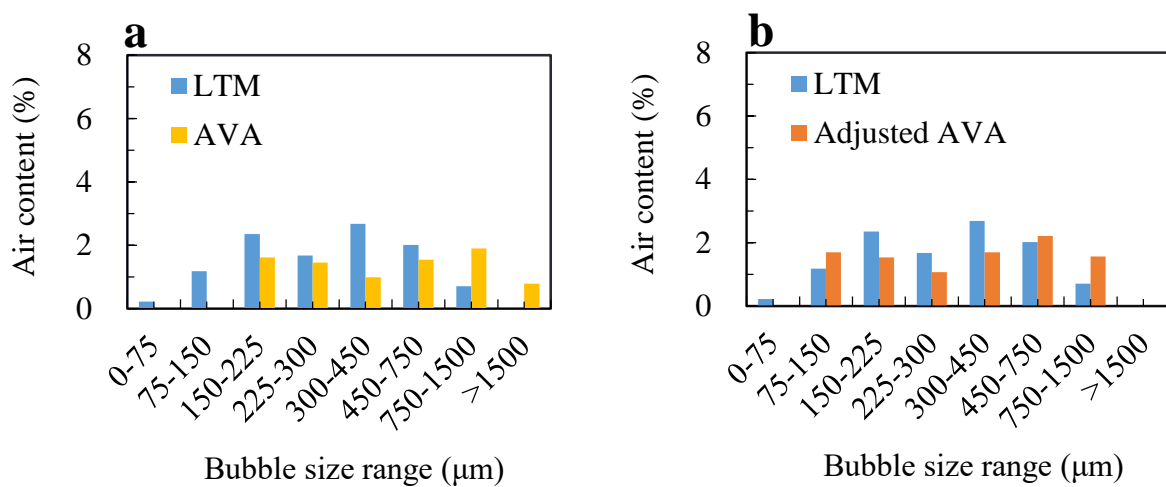 a
8
6
4
2
0
Air content (%)
LTM
AVA
0-75
75-150
150-225
225-300
300-450
450-750
750-1500
>1500
Bubble size range (μm)
b
8
6
4
2
0
Air content (%)
LTM
Adjusted AVA
0-75
75-150
150-225
225-300
300-450
450-750
750-1000
>1500
Bubble size range (μm)